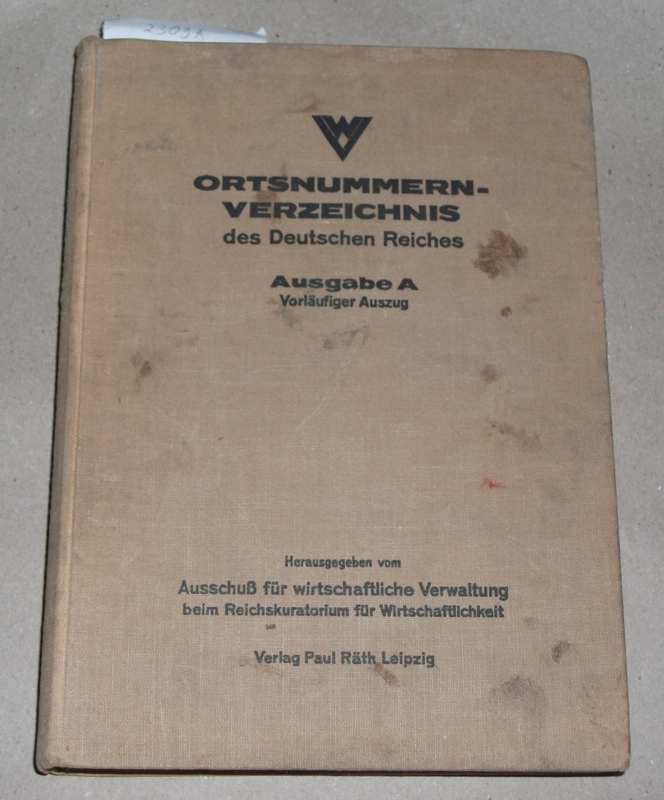 2309A
W
ORTSNUMMERN-
VERZEICHNIS
des Deutschen Reiches
Ausgabe A
Vorläufiger Auszug
Herausgegeben vom
Ausschuß für wirtschaftliche Verwaltung
beim Reichskuratorium für Wirtschaftlichkeit
Verlag Paul Räth Leipzig